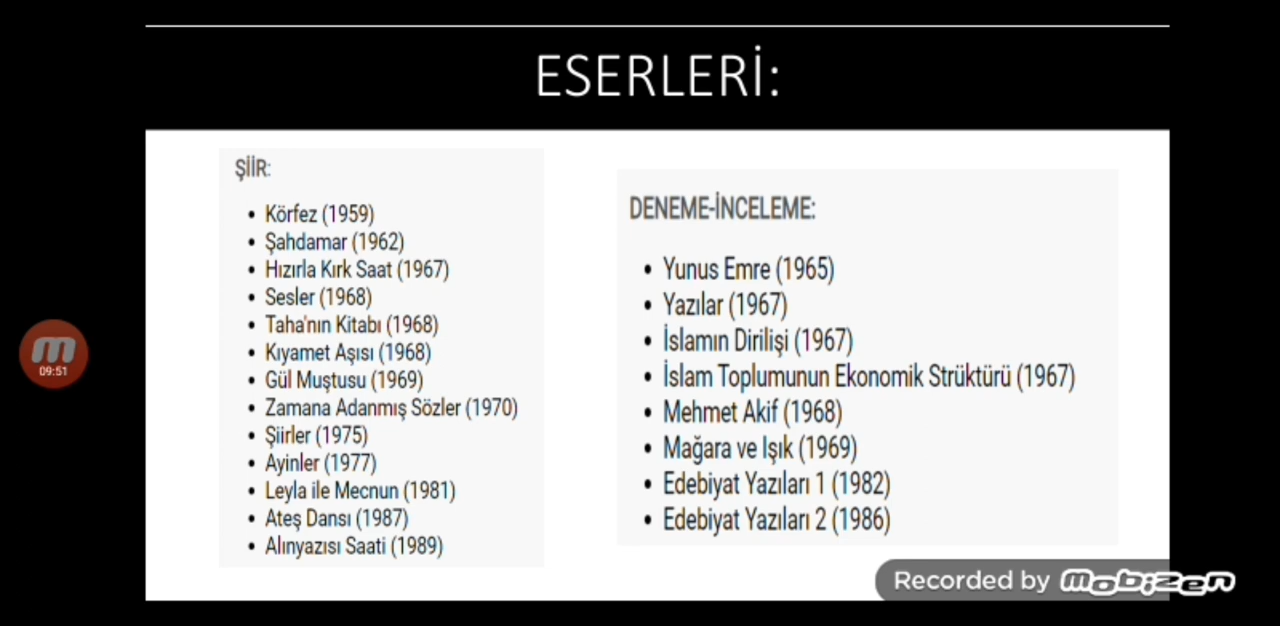 ESERLERİ:
ŞİİR:
• Körfez (1959)
• Şahdamar (1962)
• Hızırla Kırk Saat (1967)
• Sesler (1968)
• Taha'nın Kitabı (1968)
• Kıyamet Aşısı (1968)
• Gül Muştusu (1969)
• Zamana Adanmış Sözler (1970)
• Şiirler (1975)
• Ayinler (1977)
• Leyla ile Mecnun (1981)
• Ateş Dansı (1987)
• Alınyazısı Saati (1989)
DENEME-İNCELEME:
• Yunus Emre (1965)
• Yazılar (1967)
• İslamın Dirilişi (1967)
• İslam Toplumunun Ekonomik Strüktürü (1967)
• Mehmet Akif (1968)
• Mağara ve Işık (1969)
• Edebiyat Yazıları 1 (1982)
• Edebiyat Yazıları 2 (1986)
m
09:51
Recorded by mobizen